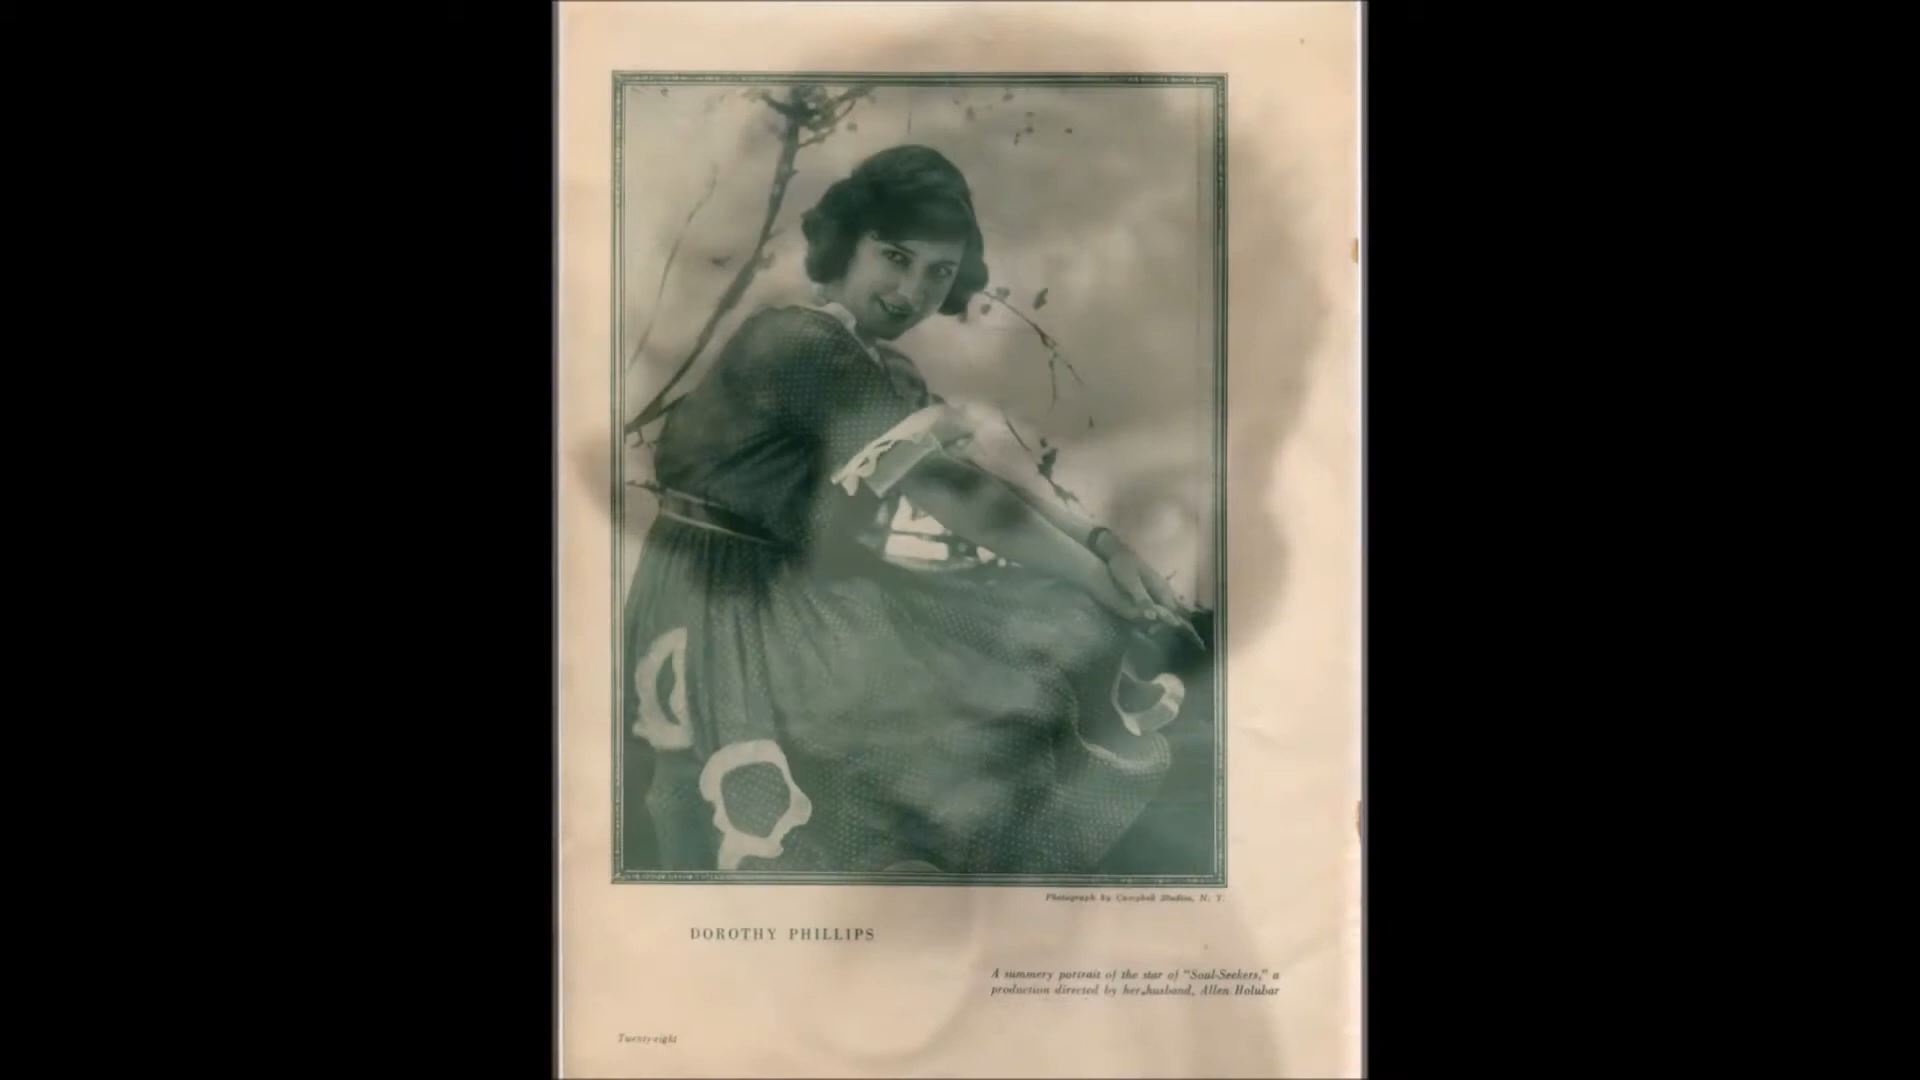 Photograph by Campbell Studios, N. Y.
DOROTHY PHILLIPS
A summery portrait of the star of "Soul-Seekers," a
production directed by her husband, Allen Holubar
Twenty-eight